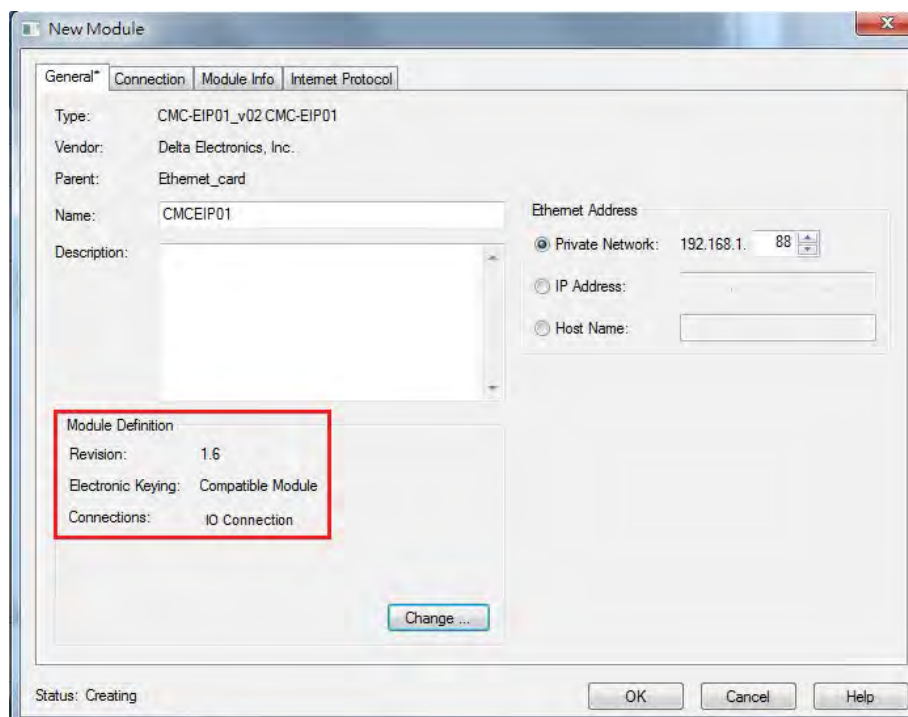 New Module
General* Connection Module Info Internet Protocol
Type: CMC-EIP01_v02 CMC-EIP01
Vendor: Delta Electronics, Inc.
Parent: Ethernet_card
Name: CMCEIP01
Description:
Ethernet Address
Private Network: 192.168.1. 88
IP Address:
Host Name:
Module Definition
Revision: 1.6
Electronic Keying: Compatible Module
Connections: IO Connection
Change ...
Status: Creating
OK Cancel Help